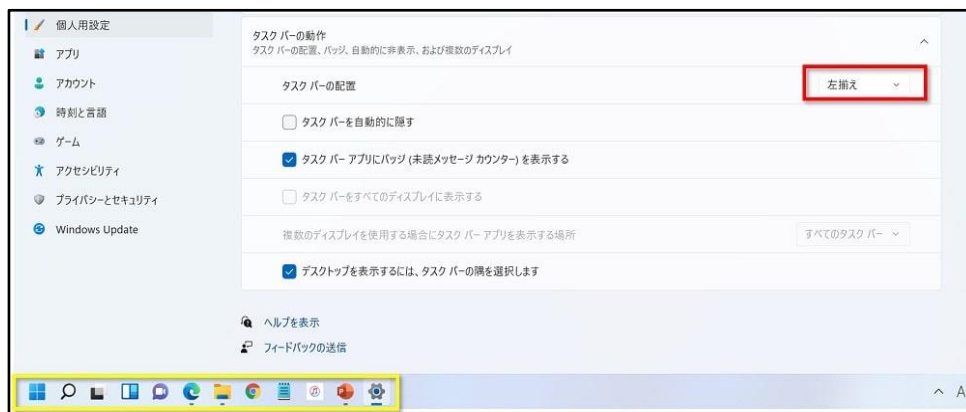 個人用設定
アプリ
アカウント
時刻と言語
ゲーム
アクセシビリティ
プライバシーとセキュリティ
Windows Update
タスク バーの動作
タスク バーの配置、バッジ、自動的に非表示、および複数のディスプレイ
タスク バーの配置
左揃え
タスク バーを自動的に隠す
タスク バー アプリにバッジ (未読メッセージ カウンター) を表示する
タスク バーをすべてのディスプレイに表示する
複数のディスプレイを使用する場合にタスク バー アプリを表示する場所
すべてのタスク バー
デスクトップを表示するには、タスク バーの隅を選択します
ヘルプを表示
フィードバックの送信
A